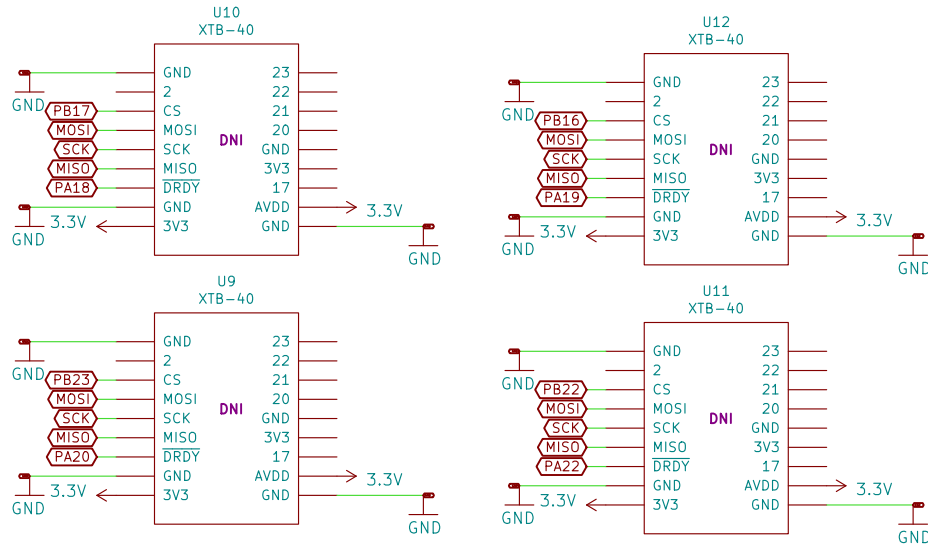 U10
XTB-40
GND 23
2 22
GND
PB17 CS 21
MOSI MOSI 20
SCK SCK GND
DNI
MISO MISO 3V3
PA18 DRDY 17
GND AVDD 3.3V
GND 3.3V 3V3 GND
GND
U12
XTB-40
GND 23
2 22
GND
PB16 CS 21
MOSI MOSI 20
SCK SCK GND
DNI
MISO MISO 3V3
PA19 DRDY 17
GND AVDD 3.3V
GND 3.3V 3V3 GND
GND
U9
XTB-40
GND 23
2 22
GND
PB23 CS 21
MOSI MOSI 20
SCK SCK GND
DNI
MISO MISO 3V3
PA20 DRDY 17
GND AVDD 3.3V
GND 3.3V 3V3 GND
GND
U11
XTB-40
GND 23
2 22
GND
PB22 CS 21
MOSI MOSI 20
SCK SCK GND
DNI
MISO MISO 3V3
PA22 DRDY 17
GND AVDD 3.3V
GND 3.3V 3V3 GND
GND